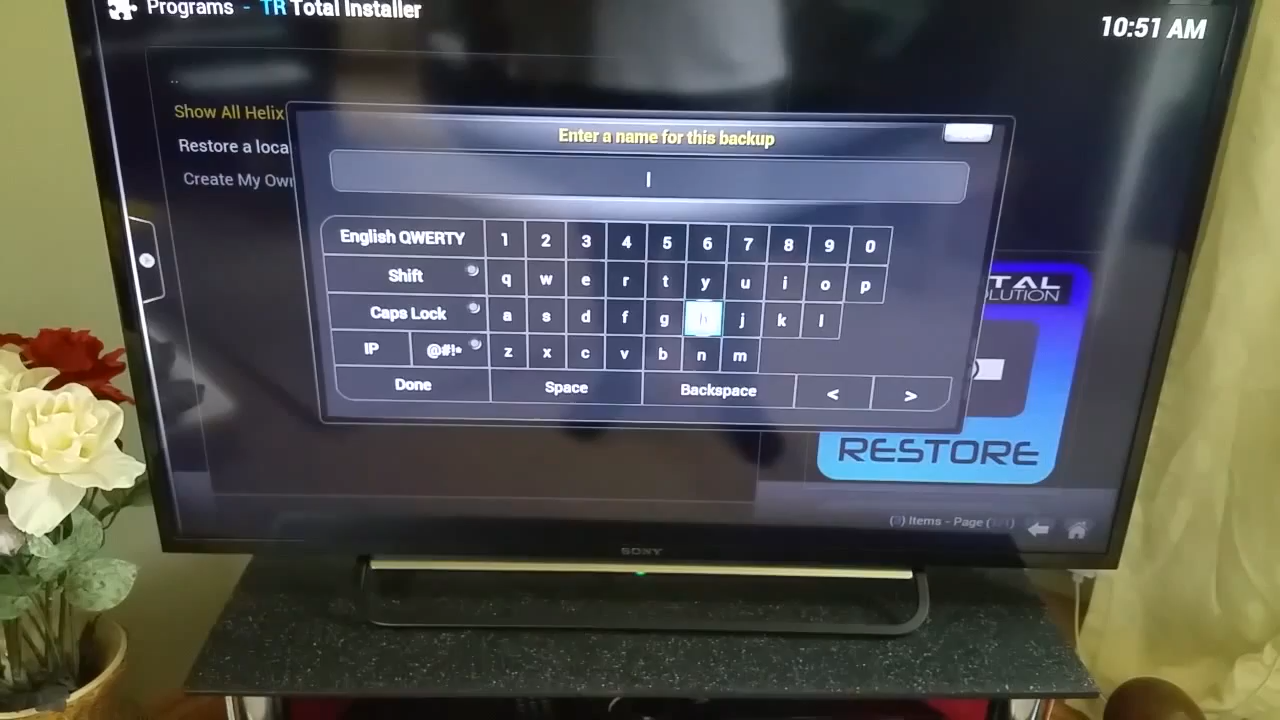 Programs - TR Total Installer
10:51 AM
..
Show All Helix
Restore a loca
Create My Own
Enter a name for this backup
English QWERTY 1 2 3 4 5 6 7 8 9 0
Shift q w e r t y u i o p
Caps Lock a s d f g h j k l
IP @#!* z x c v b n m
Done Space Backspace < >
TAL
OLUTION
RESTORE
Items - Page
SONY